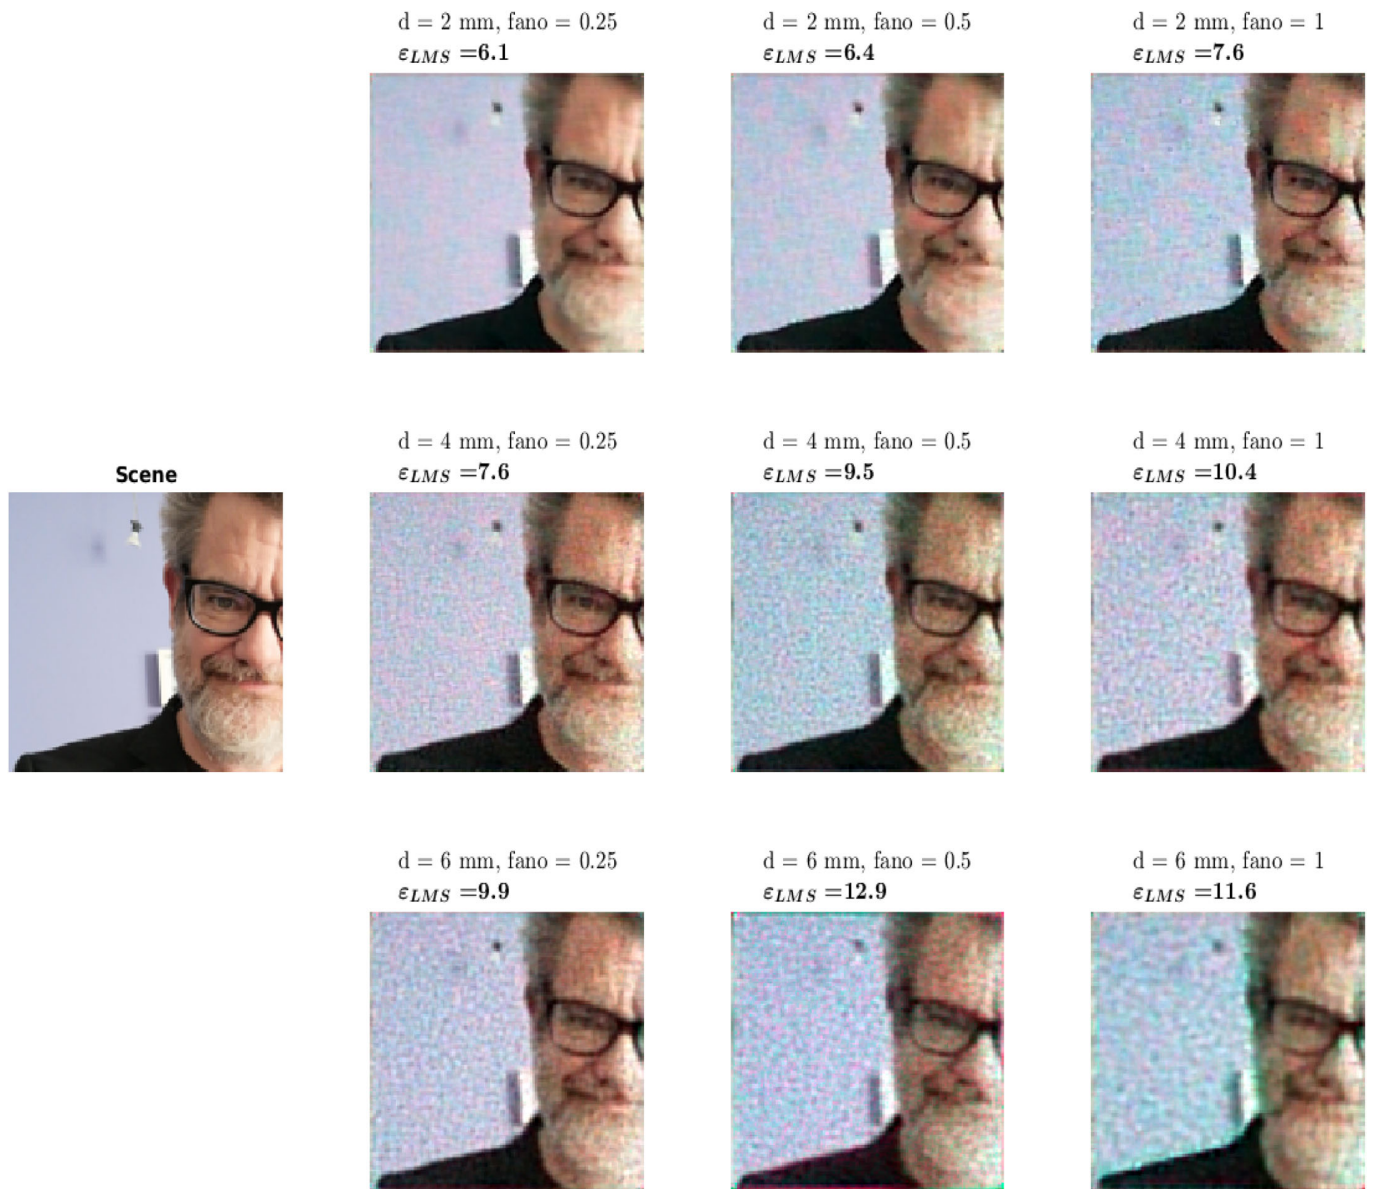 d = 2 mm, fano = 0.25
εLMS =6.1
d = 2 mm, fano = 0.5
εLMS =6.4
d = 2 mm, fano = 1
εLMS =7.6
Scene
d = 4 mm, fano = 0.25
εLMS =7.6
d = 4 mm, fano = 0.5
εLMS =9.5
d = 4 mm, fano = 1
εLMS =10.4
d = 6 mm, fano = 0.25
εLMS =9.9
d = 6 mm, fano = 0.5
εLMS =12.9
d = 6 mm, fano = 1
εLMS =11.6